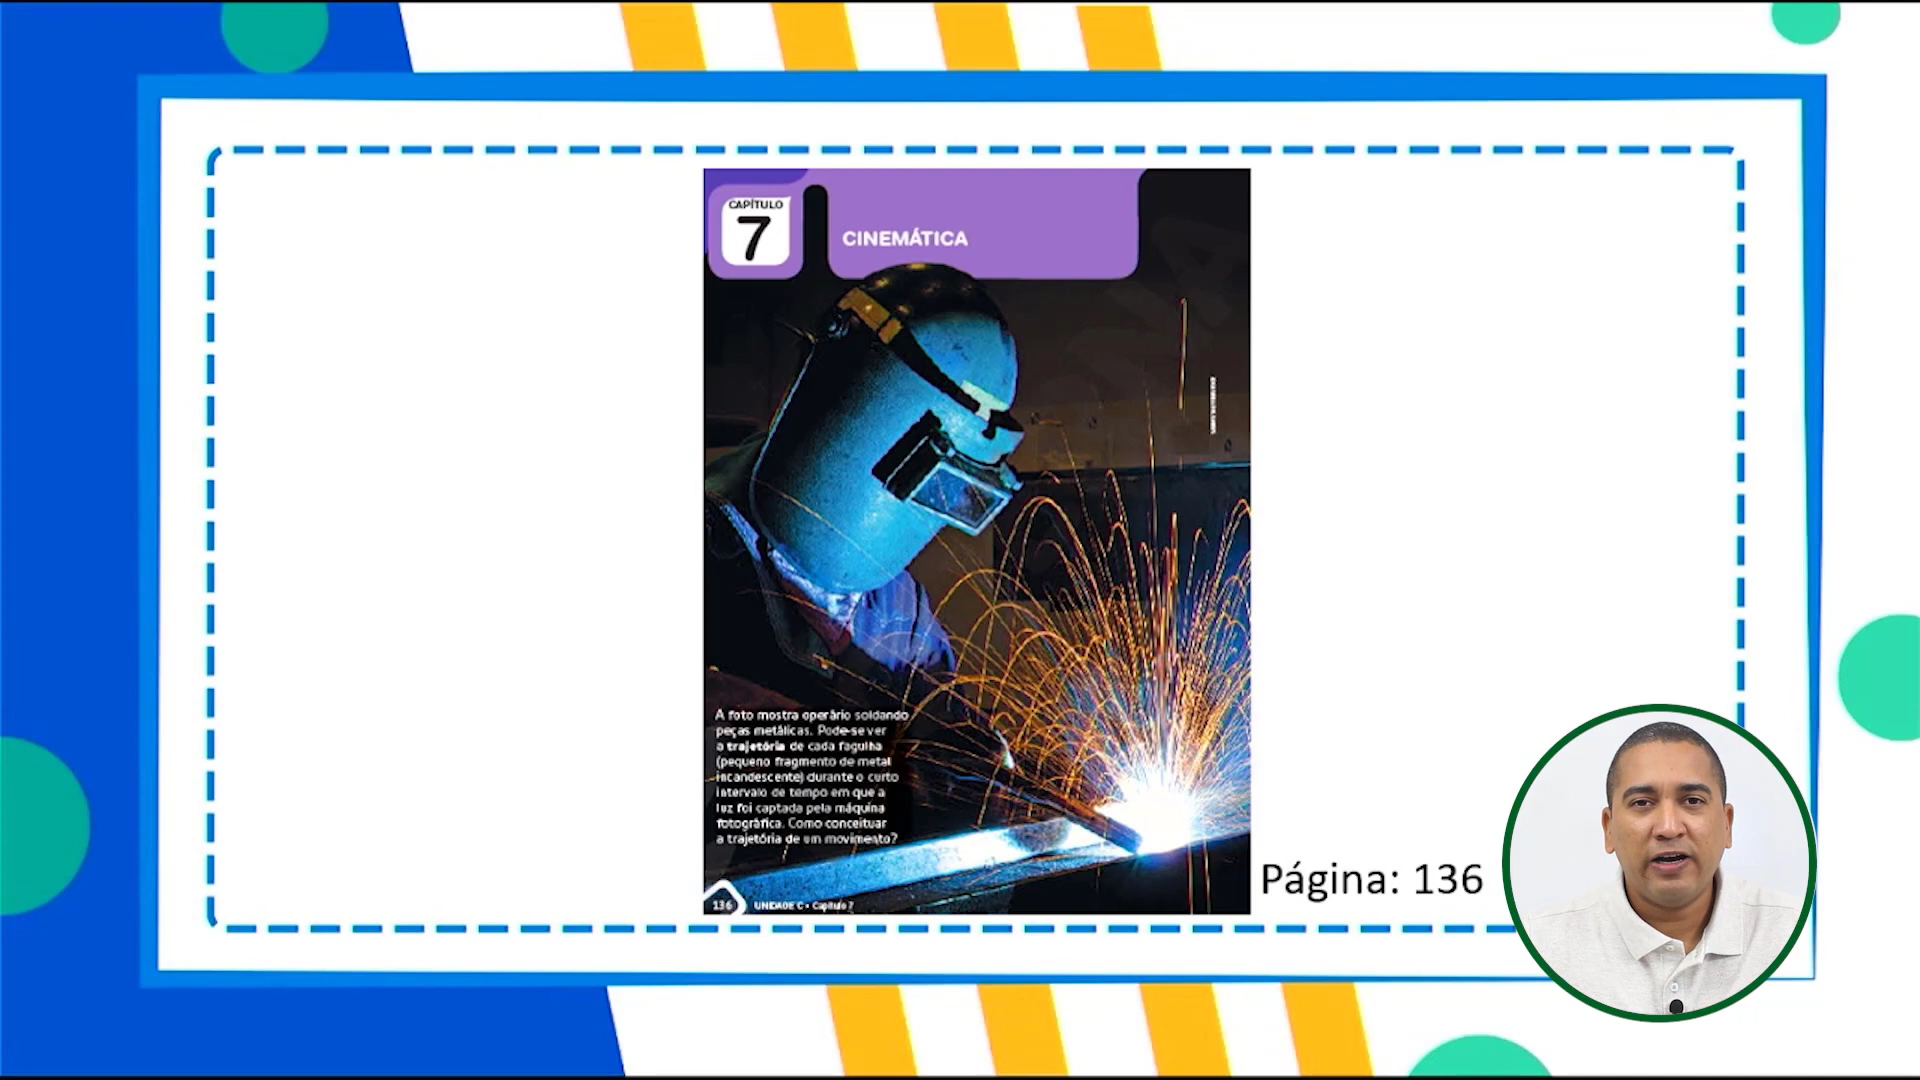 CAPÍTULO
7
CINEMÁTICA
A foto mostra operário soldando
peças metálicas. Pode-se ver
a trajetória de cada fagulha
(pequeno fragmento de metal
incandescente) durante o curto
intervalo de tempo em que a
luz foi captada pela máquina
fotográfica. Como conceituar
a trajetória de um movimento?
136 UNIDADE C • Capítulo 7
Página: 136